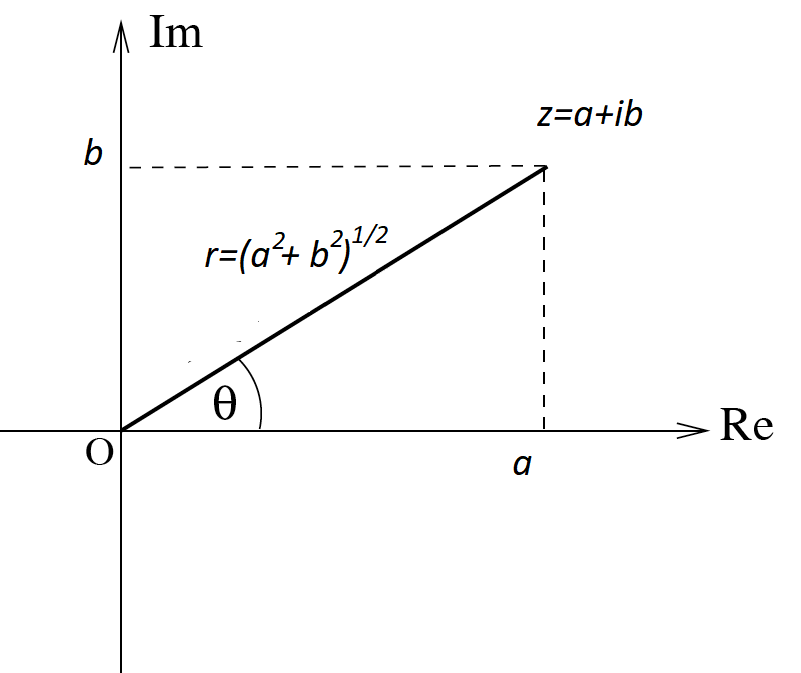 Im
z=a+ib
b
r=(a²+ b²)^1/2
θ
Re
O
a